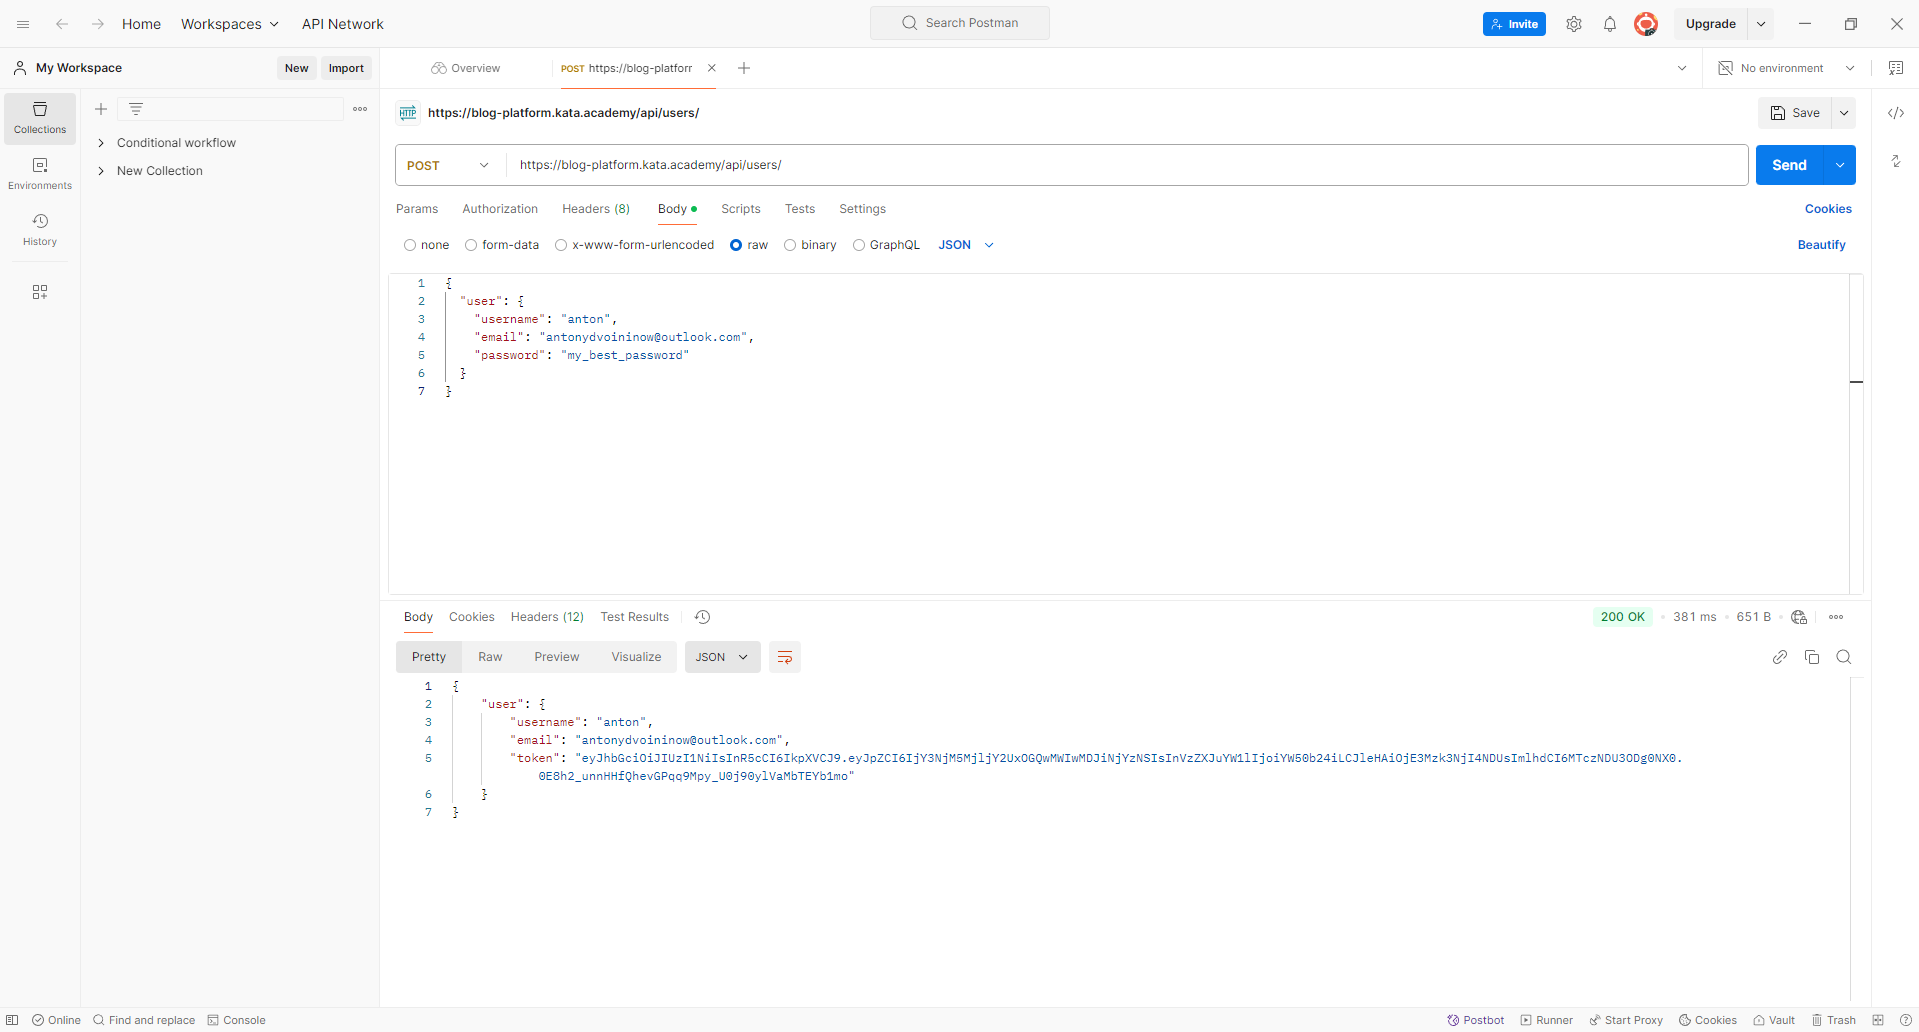 Home Workspaces API Network Search Postman Invite Upgrade
My Workspace New Import Overview POST https://blog-platforr No environment
Collections
Environments
History
Conditional workflow
New Collection
HTTP https://blog-platform.kata.academy/api/users/ Save
POST https://blog-platform.kata.academy/api/users/ Send
Params Authorization Headers (8) Body Scripts Tests Settings Cookies
none form-data x-www-form-urlencoded raw binary GraphQL JSON Beautify
1 {
2 "user": {
3 "username": "anton",
4 "email": "antonydvoininow@outlook.com",
5 "password": "my_best_password"
6 }
7 }
Body Cookies Headers (12) Test Results 200 OK • 381 ms • 651 B •
Pretty Raw Preview Visualize JSON
1 {
2 "user": {
3 "username": "anton",
4 "email": "antonydvoininow@outlook.com",
5 "token": "eyJhbGciOiJIUzI1NiIsInR5cCI6IkpXVCJ9.eyJpZCI6IjY3NjM5MjljY2UxOGQwMWIwMDJiNjYzNSIsInVzZXJuYW1lIjoiYW50b24iLCJleHAiOjE3Mzk3NjI4NDUsImlhdCI6MTczNDU3ODg0NX0.
0E8h2_unnHHfQhevGPqq9Mpy_U0j90ylVaMbTEYb1mo"
6 }
7 }
Online Find and replace Console Postbot Runner Start Proxy Cookies Vault Trash